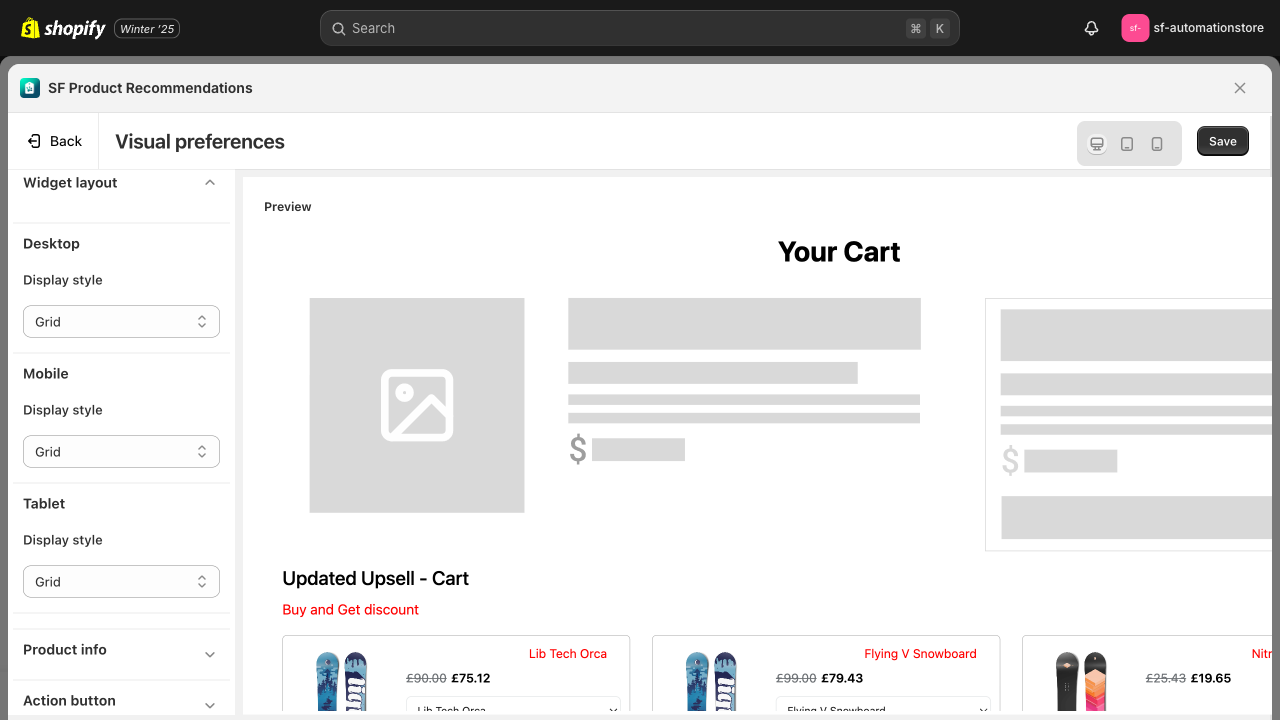 shopify Winter '25
Search ⌘ K
sf-
sf-automationstore
SF Product Recommendations
Back
Visual preferences
Save
Widget layout
Desktop
Display style
Grid
Mobile
Display style
Grid
Tablet
Display style
Grid
Product info
Action button
Preview
Your Cart
$
$
Updated Upsell - Cart
Buy and Get discount
Lib Tech Orca
£90.00 £75.12
Lib Tech Orca
Flying V Snowboard
£99.00 £79.43
Flying V Snowboard
Nitr
£25.43 £19.65